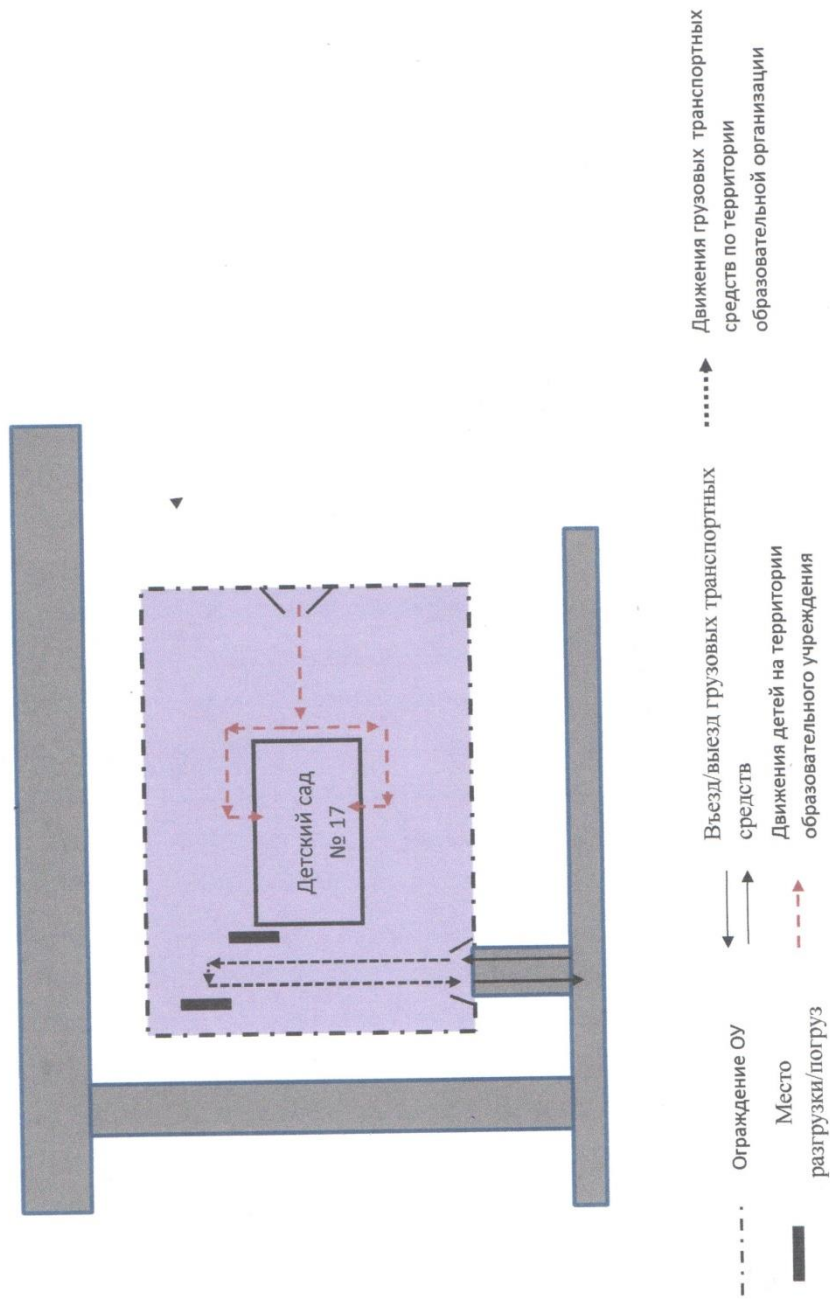 Детский сад
№ 17
Ограждение ОУ
Место
разгрузки/погруз
Въезд/выезд грузовых транспортных
средств
Движения детей на территории
образовательного учреждения
Движения грузовых транспортных
средств по территории
образовательной организации